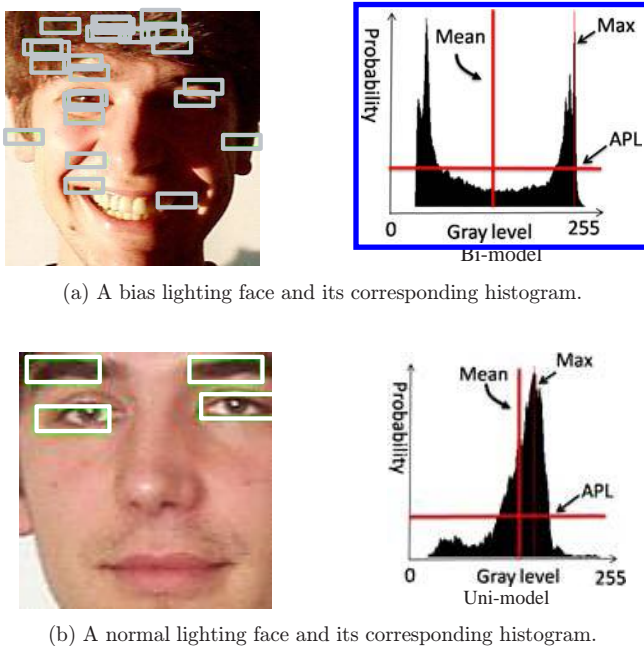 Probability
Mean
Max
APL
0
Gray level
255
Bi-model
(a) A bias lighting face and its corresponding histogram.
Probability
Mean
Max
APL
0
Gray level
255
Uni-model
(b) A normal lighting face and its corresponding histogram.